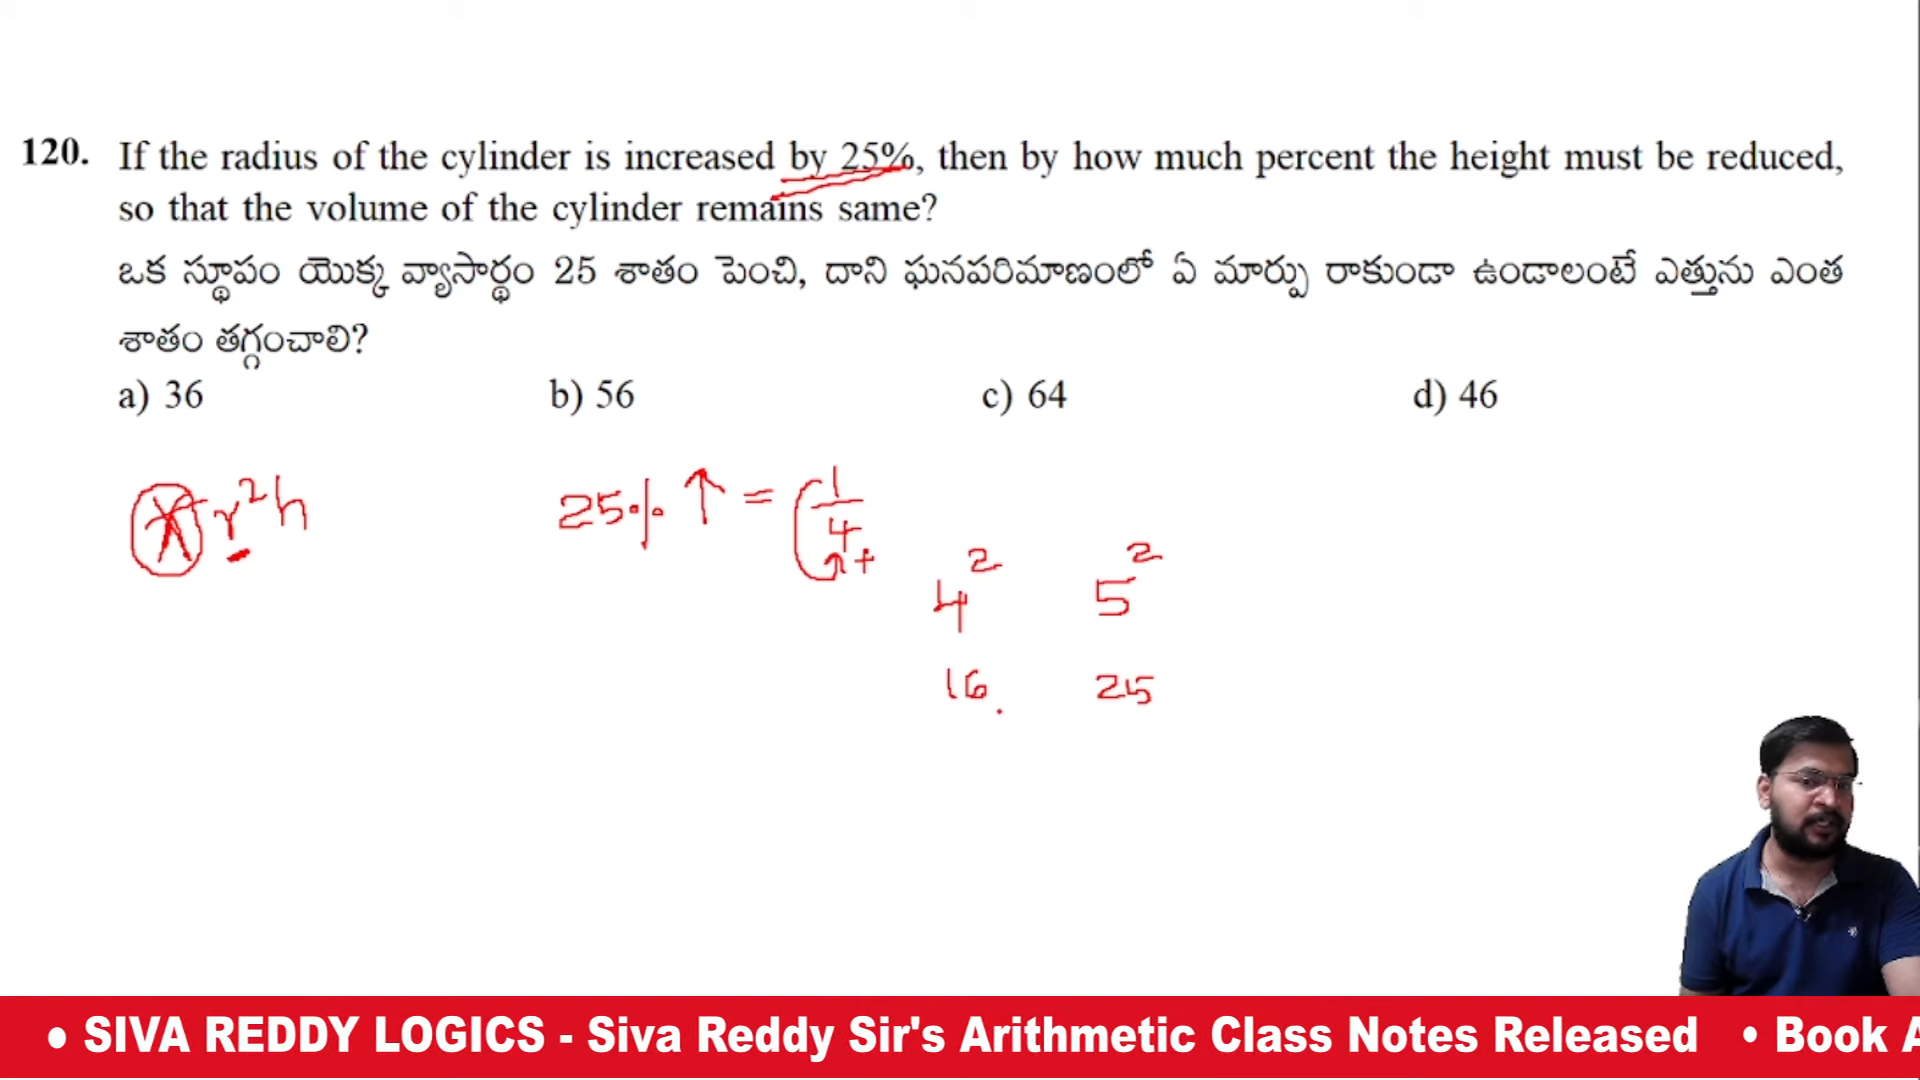 120. If the radius of the cylinder is increased by 25%, then by how much percent the height must be reduced,
so that the volume of the cylinder remains same?
ఒక స్థూపం యొక్క వ్యాసార్థం 25 శాతం పెంచి, దాని ఘనపరిమాణంలో ఏ మార్పు రాకుండా ఉండాలంటే ఎత్తును ఎంత
శాతం తగ్గంచాలి?
a) 36 b) 56 c) 64 d) 46
π r²h 25% ↑ = 1/4 +
4² 5²
16 25
• SIVA REDDY LOGICS - Siva Reddy Sir's Arithmetic Class Notes Released • Book A